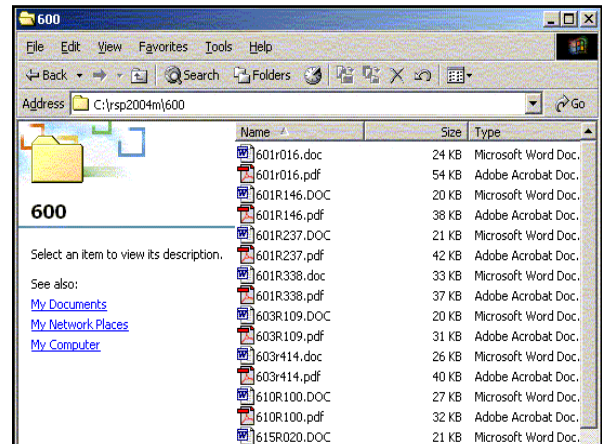 600
File Edit View Favorites Tools Help
Back Search Folders
Address C:\rsp2004m\600 Go
Name Size Type
601r016.doc 24 KB Microsoft Word Doc.
601r016.pdf 54 KB Adobe Acrobat Doc.
601R146.DOC 20 KB Microsoft Word Doc.
601R146.pdf 38 KB Adobe Acrobat Doc.
601R237.DOC 21 KB Microsoft Word Doc.
601R237.pdf 42 KB Adobe Acrobat Doc.
601R338.doc 33 KB Microsoft Word Doc.
601R338.pdf 37 KB Adobe Acrobat Doc.
603R109.DOC 20 KB Microsoft Word Doc.
603R109.pdf 31 KB Adobe Acrobat Doc.
603r414.doc 26 KB Microsoft Word Doc.
603r414.pdf 40 KB Adobe Acrobat Doc.
610R100.DOC 27 KB Microsoft Word Doc.
610R100.pdf 32 KB Adobe Acrobat Doc.
615R020.DOC 21 KB Microsoft Word Doc.
600
Select an item to view its description.
See also:
My Documents
My Network Places
My Computer